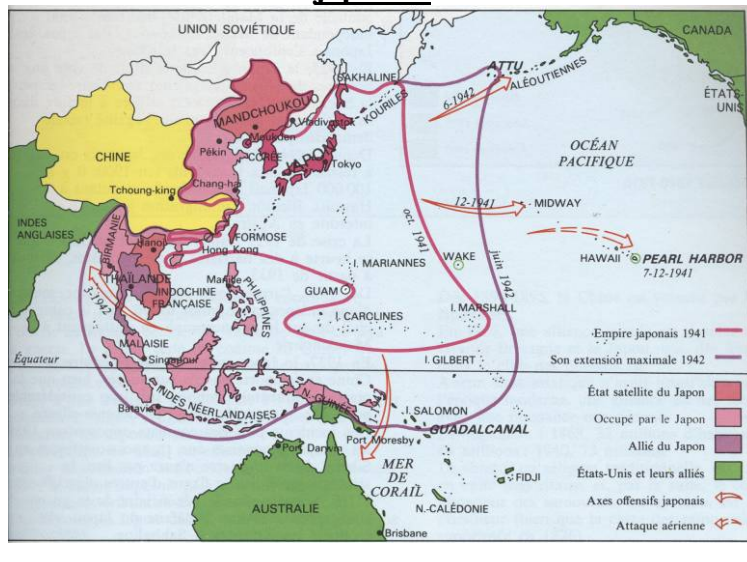 UNION SOVIÉTIQUE
CANADA
ÉTATS-
UNIS
ATTU
ALÉOUTIENNES
6-1942
SAKHALINE
KOURILES
MANDCHOUKOUO
Vladivostok
Moukden
Pékin
CORÉE
JAPON
Tokyo
CHINE
Tchoung-king
Chang-haï
OCÉAN
PACIFIQUE
12-1941
MIDWAY
oct. 1941
juin 1942
HAWAII
PEARL HARBOR
7-12-1941
INDES
ANGLAISES
BIRMANIE
Hanoï
Hong Kong
FORMOSE
WAKE
I. MARIANNES
THAÏLANDE
INDOCHINE
FRANÇAISE
Manille
PHILIPPINES
GUAM
3-1942
I. CAROLINES
I. MARSHALL
MALAISIE
Singapour
Équateur
I. GILBERT
Empire japonais 1941
Son extension maximale 1942
INDES NÉERLANDAISES
Batavia
N.-GUINÉE
I. SALOMON
GUADALCANAL
Port Moresby
Port Darwin
MER
DE
CORAIL
FIDJI
N.-CALÉDONIE
AUSTRALIE
Brisbane
État satellite du Japon
Occupé par le Japon
Allié du Japon
États-Unis et leurs alliés
Axes offensifs japonais
Attaque aérienne